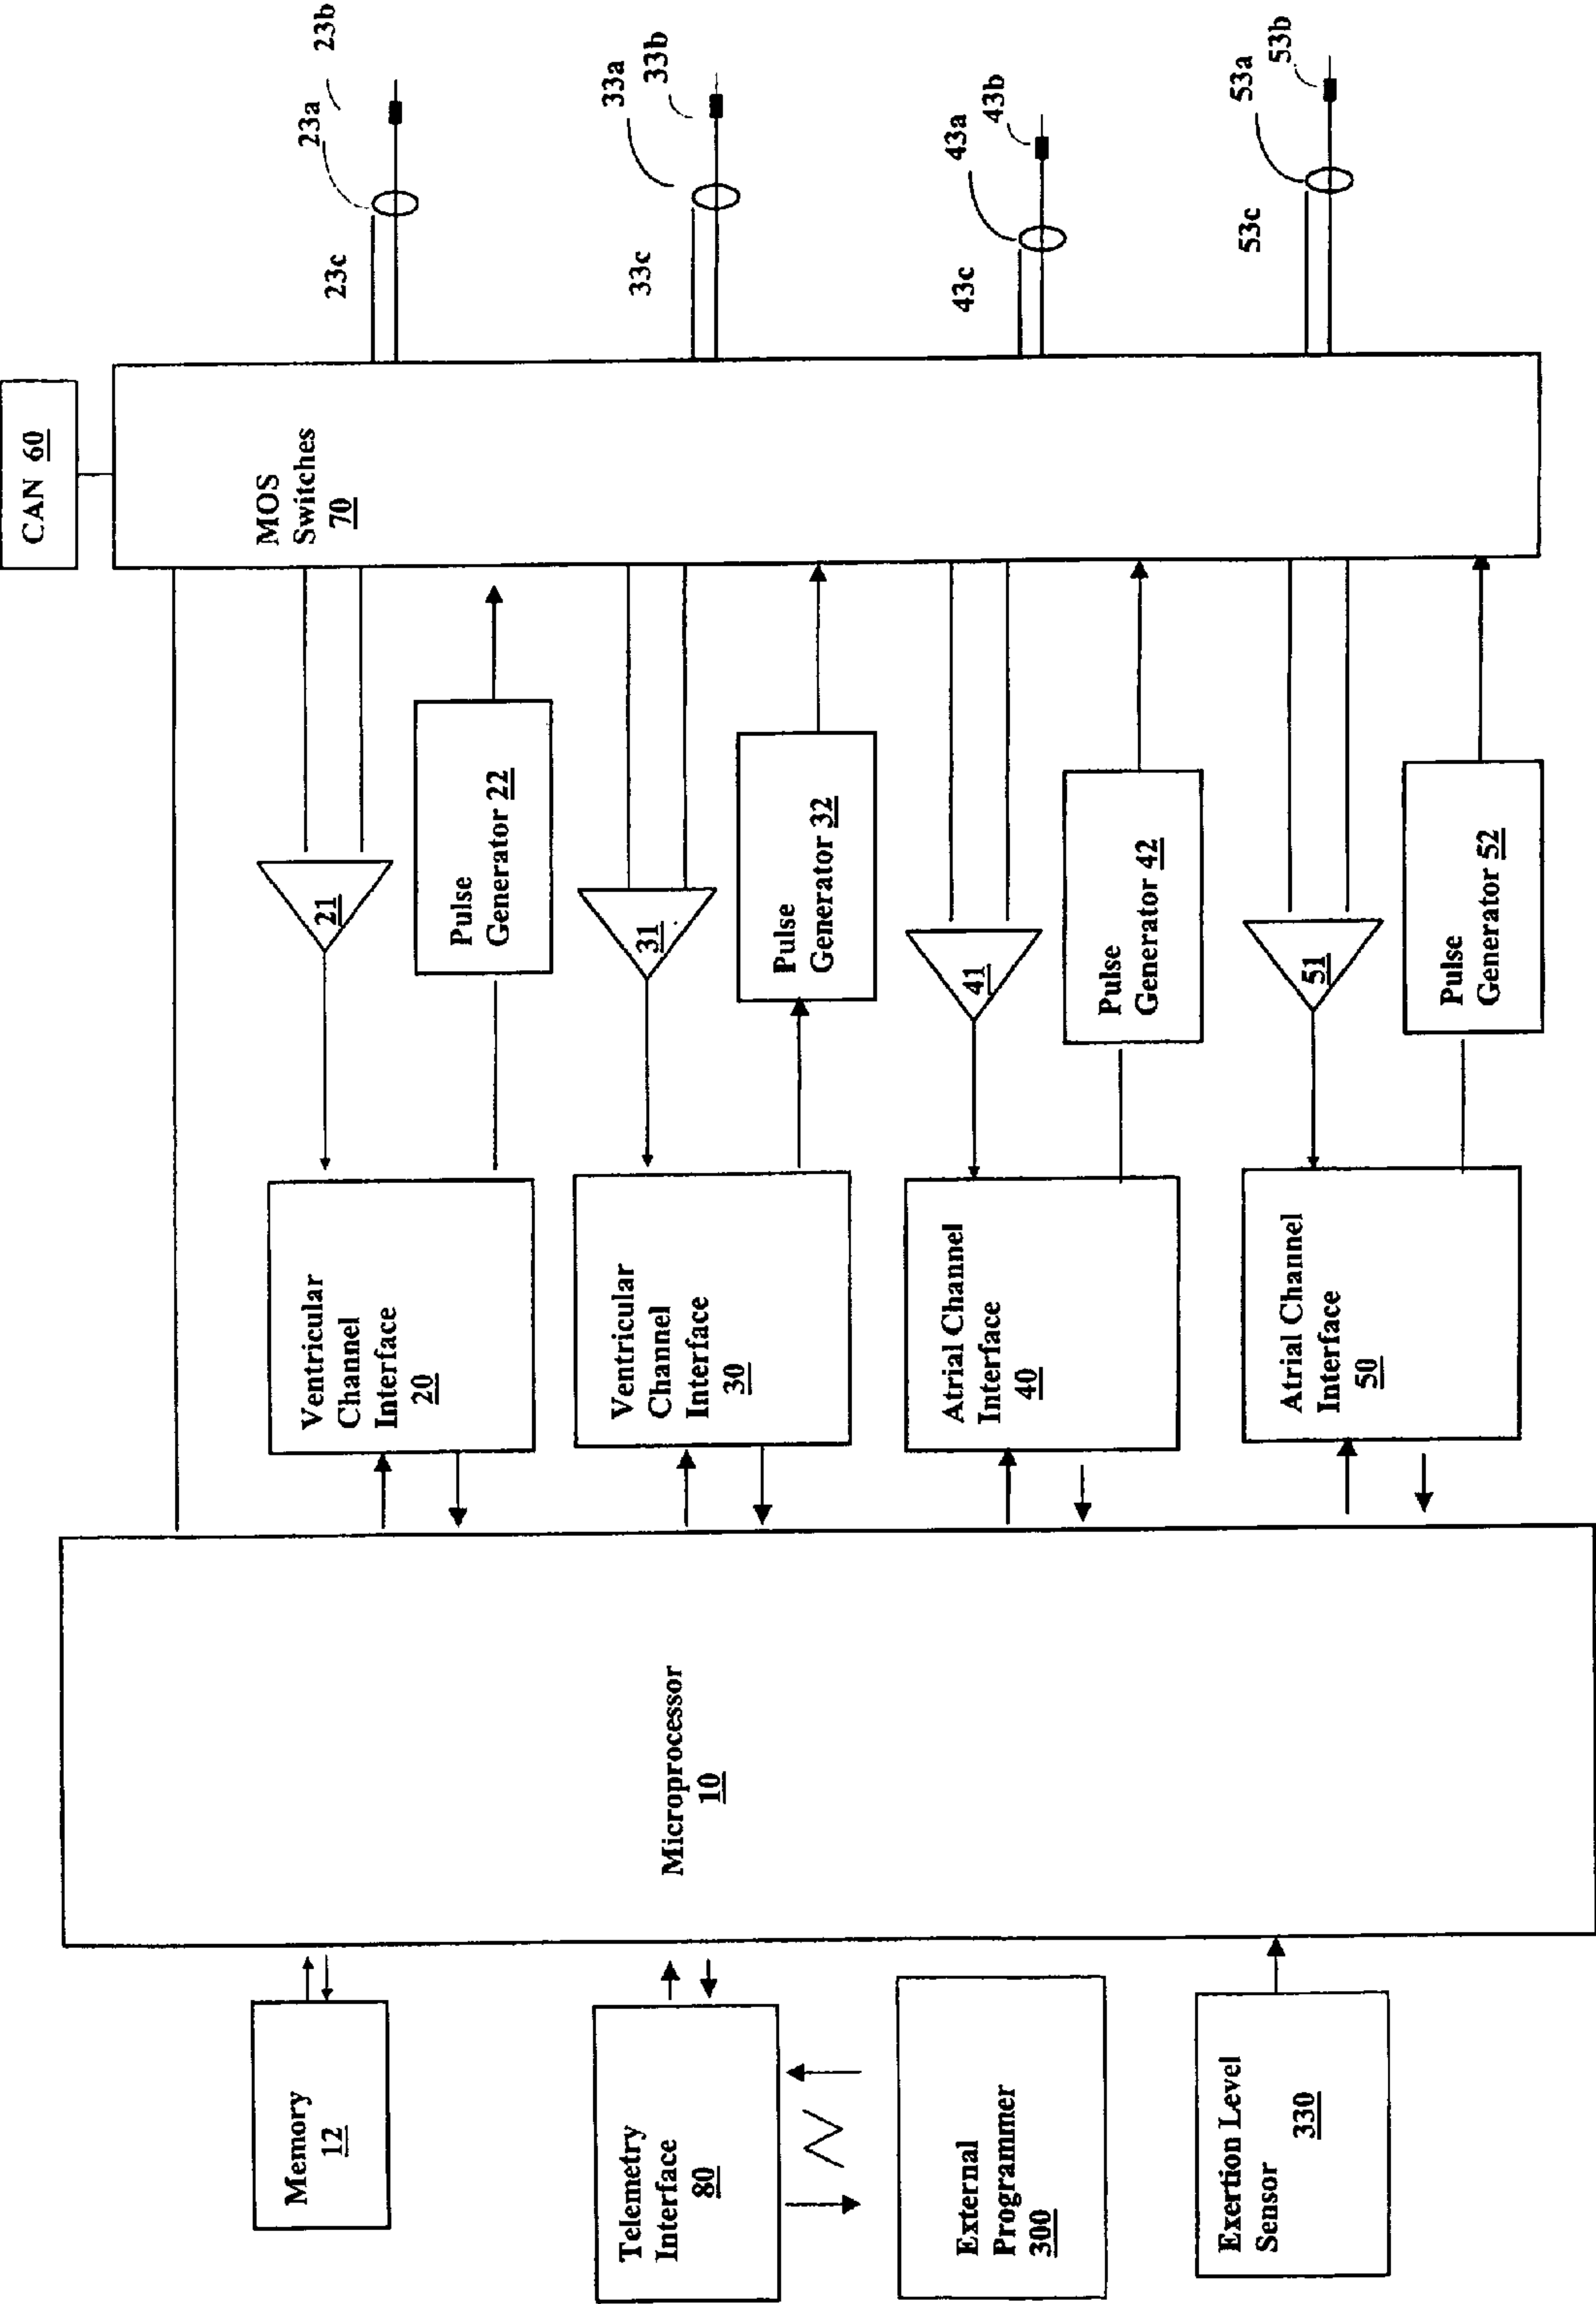 CAN 60
MOS
Switches
70
23c
23a
23b
33c
33a
33b
43c
43a
43b
53c
53a
53b
21
Pulse
Generator 22
31
Pulse
Generator 32
41
Pulse
Generator 42
51
Pulse
Generator 52
Ventricular
Channel
Interface
20
Ventricular
Channel
Interface
30
Atrial Channel
Interface
40
Atrial Channel
Interface
50
Microprocessor
10
Memory
12
Telemetry
Interface
80
External
Programmer
300
Exertion Level
Sensor
330